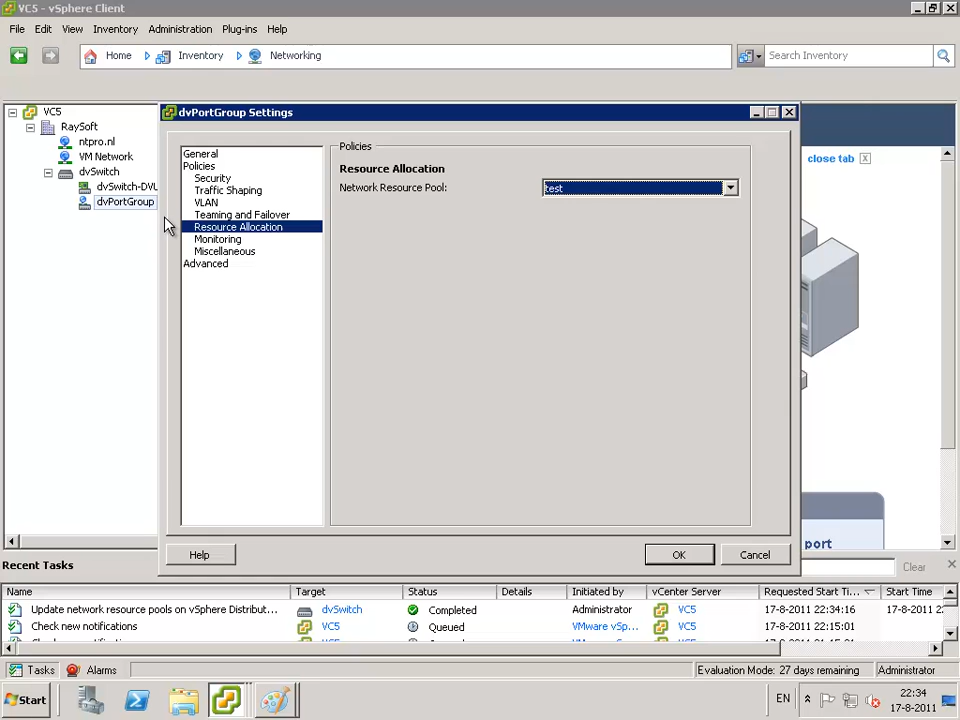 VC5 - vSphere Client
File Edit View Inventory Administration Plug-ins Help
Home Inventory Networking Search Inventory
VC5
RaySoft
ntpro.nl
VM Network
dvSwitch
dvSwitch-DVU
dvPortGroup
dvPortGroup Settings
General
Policies
Security
Traffic Shaping
VLAN
Teaming and Failover
Resource Allocation
Monitoring
Miscellaneous
Advanced
Policies
Resource Allocation
Network Resource Pool: test
Help OK Cancel
close tab X
port
Recent Tasks Clear
Name Target Status Details Initiated by vCenter Server Requested Start Ti... Start Time
Update network resource pools on vSphere Distribut... dvSwitch Completed Administrator VC5 17-8-2011 22:34:16 17-8-2011 2
Check new notifications VC5 Queued VMware vSp... VC5 17-8-2011 22:15:01
Tasks Alarms Evaluation Mode: 27 days remaining Administrator
Start EN 22:34
17-8-2011